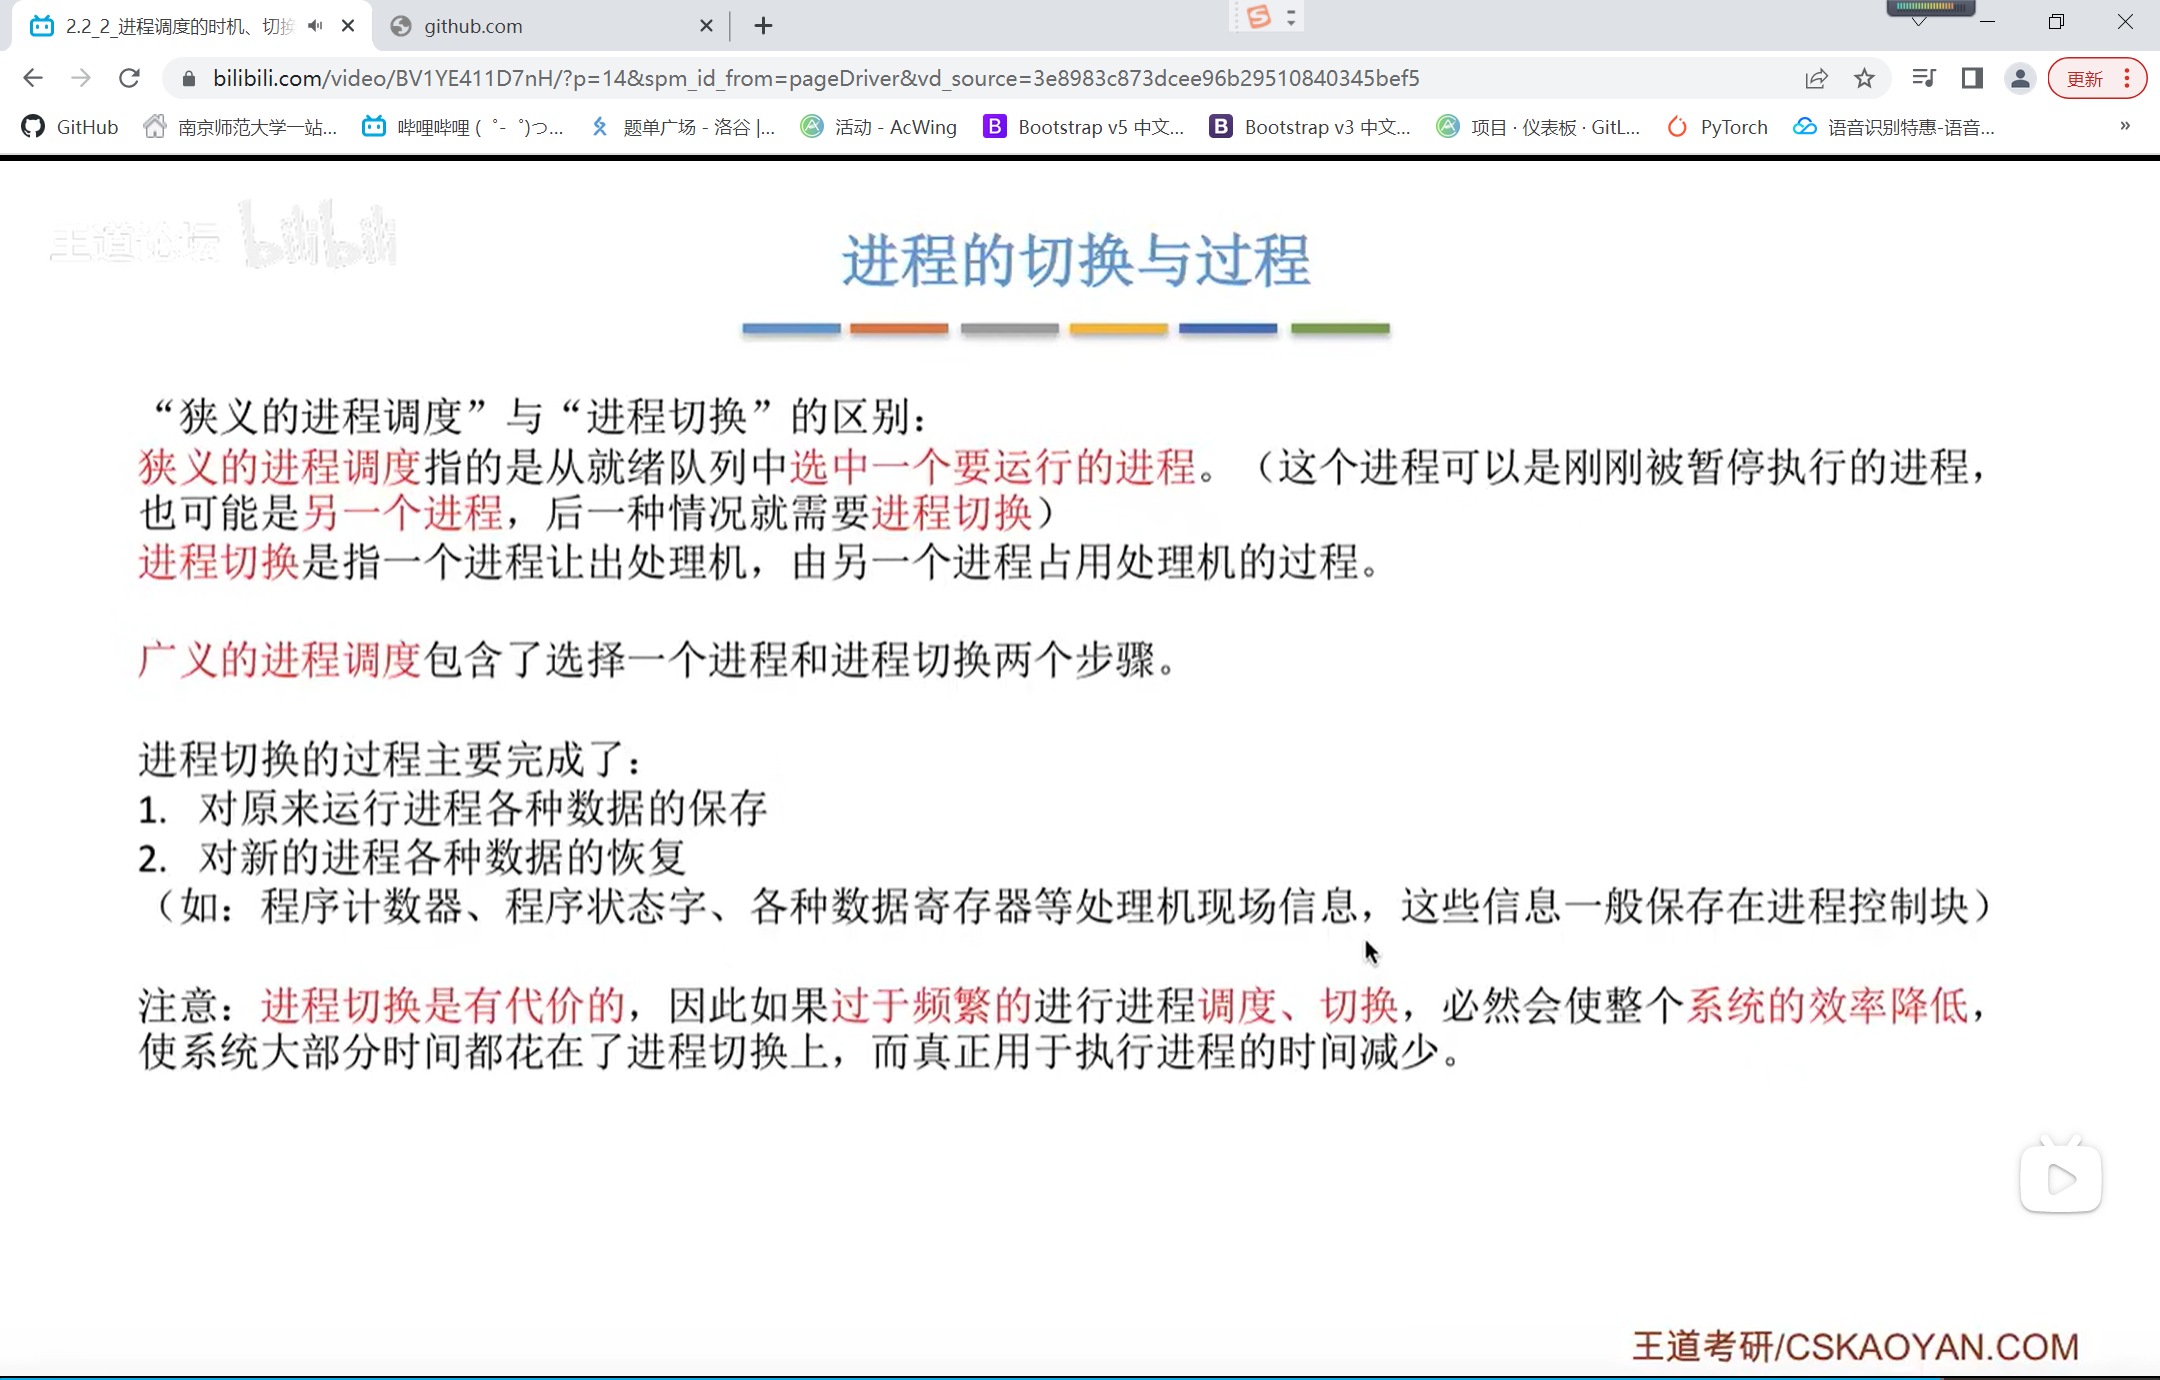 2.2_2_进程调度的时机、切换
github.com
bilibili.com/video/BV1YE411D7nH/?p=14&spm_id_from=pageDriver&vd_source=3e8983c873dcee96b29510840345bef5
更新
GitHub
南京师范大学一站...
哔哩哔哩 (゜-゜)つ...
题单广场 - 洛谷 |...
活动 - AcWing
Bootstrap v5 中文...
Bootstrap v3 中文...
项目 · 仪表板 · GitL...
PyTorch
语音识别特惠-语音...
»
王道论坛 bilibili
进程的切换与过程
“狭义的进程调度”与“进程切换”的区别：
狭义的进程调度指的是从就绪队列中选中一个要运行的进程。（这个进程可以是刚刚被暂停执行的进程，
也可能是另一个进程，后一种情况就需要进程切换）
进程切换是指一个进程让出处理机，由另一个进程占用处理机的过程。
广义的进程调度包含了选择一个进程和进程切换两个步骤。
进程切换的过程主要完成了：
1. 对原来运行进程各种数据的保存
2. 对新的进程各种数据的恢复
（如：程序计数器、程序状态字、各种数据寄存器等处理机现场信息，这些信息一般保存在进程控制块）
注意：进程切换是有代价的，因此如果过于频繁的进行进程调度、切换，必然会使整个系统的效率降低，
使系统大部分时间都花在了进程切换上，而真正用于执行进程的时间减少。
王道考研/CSKAOYAN.COM